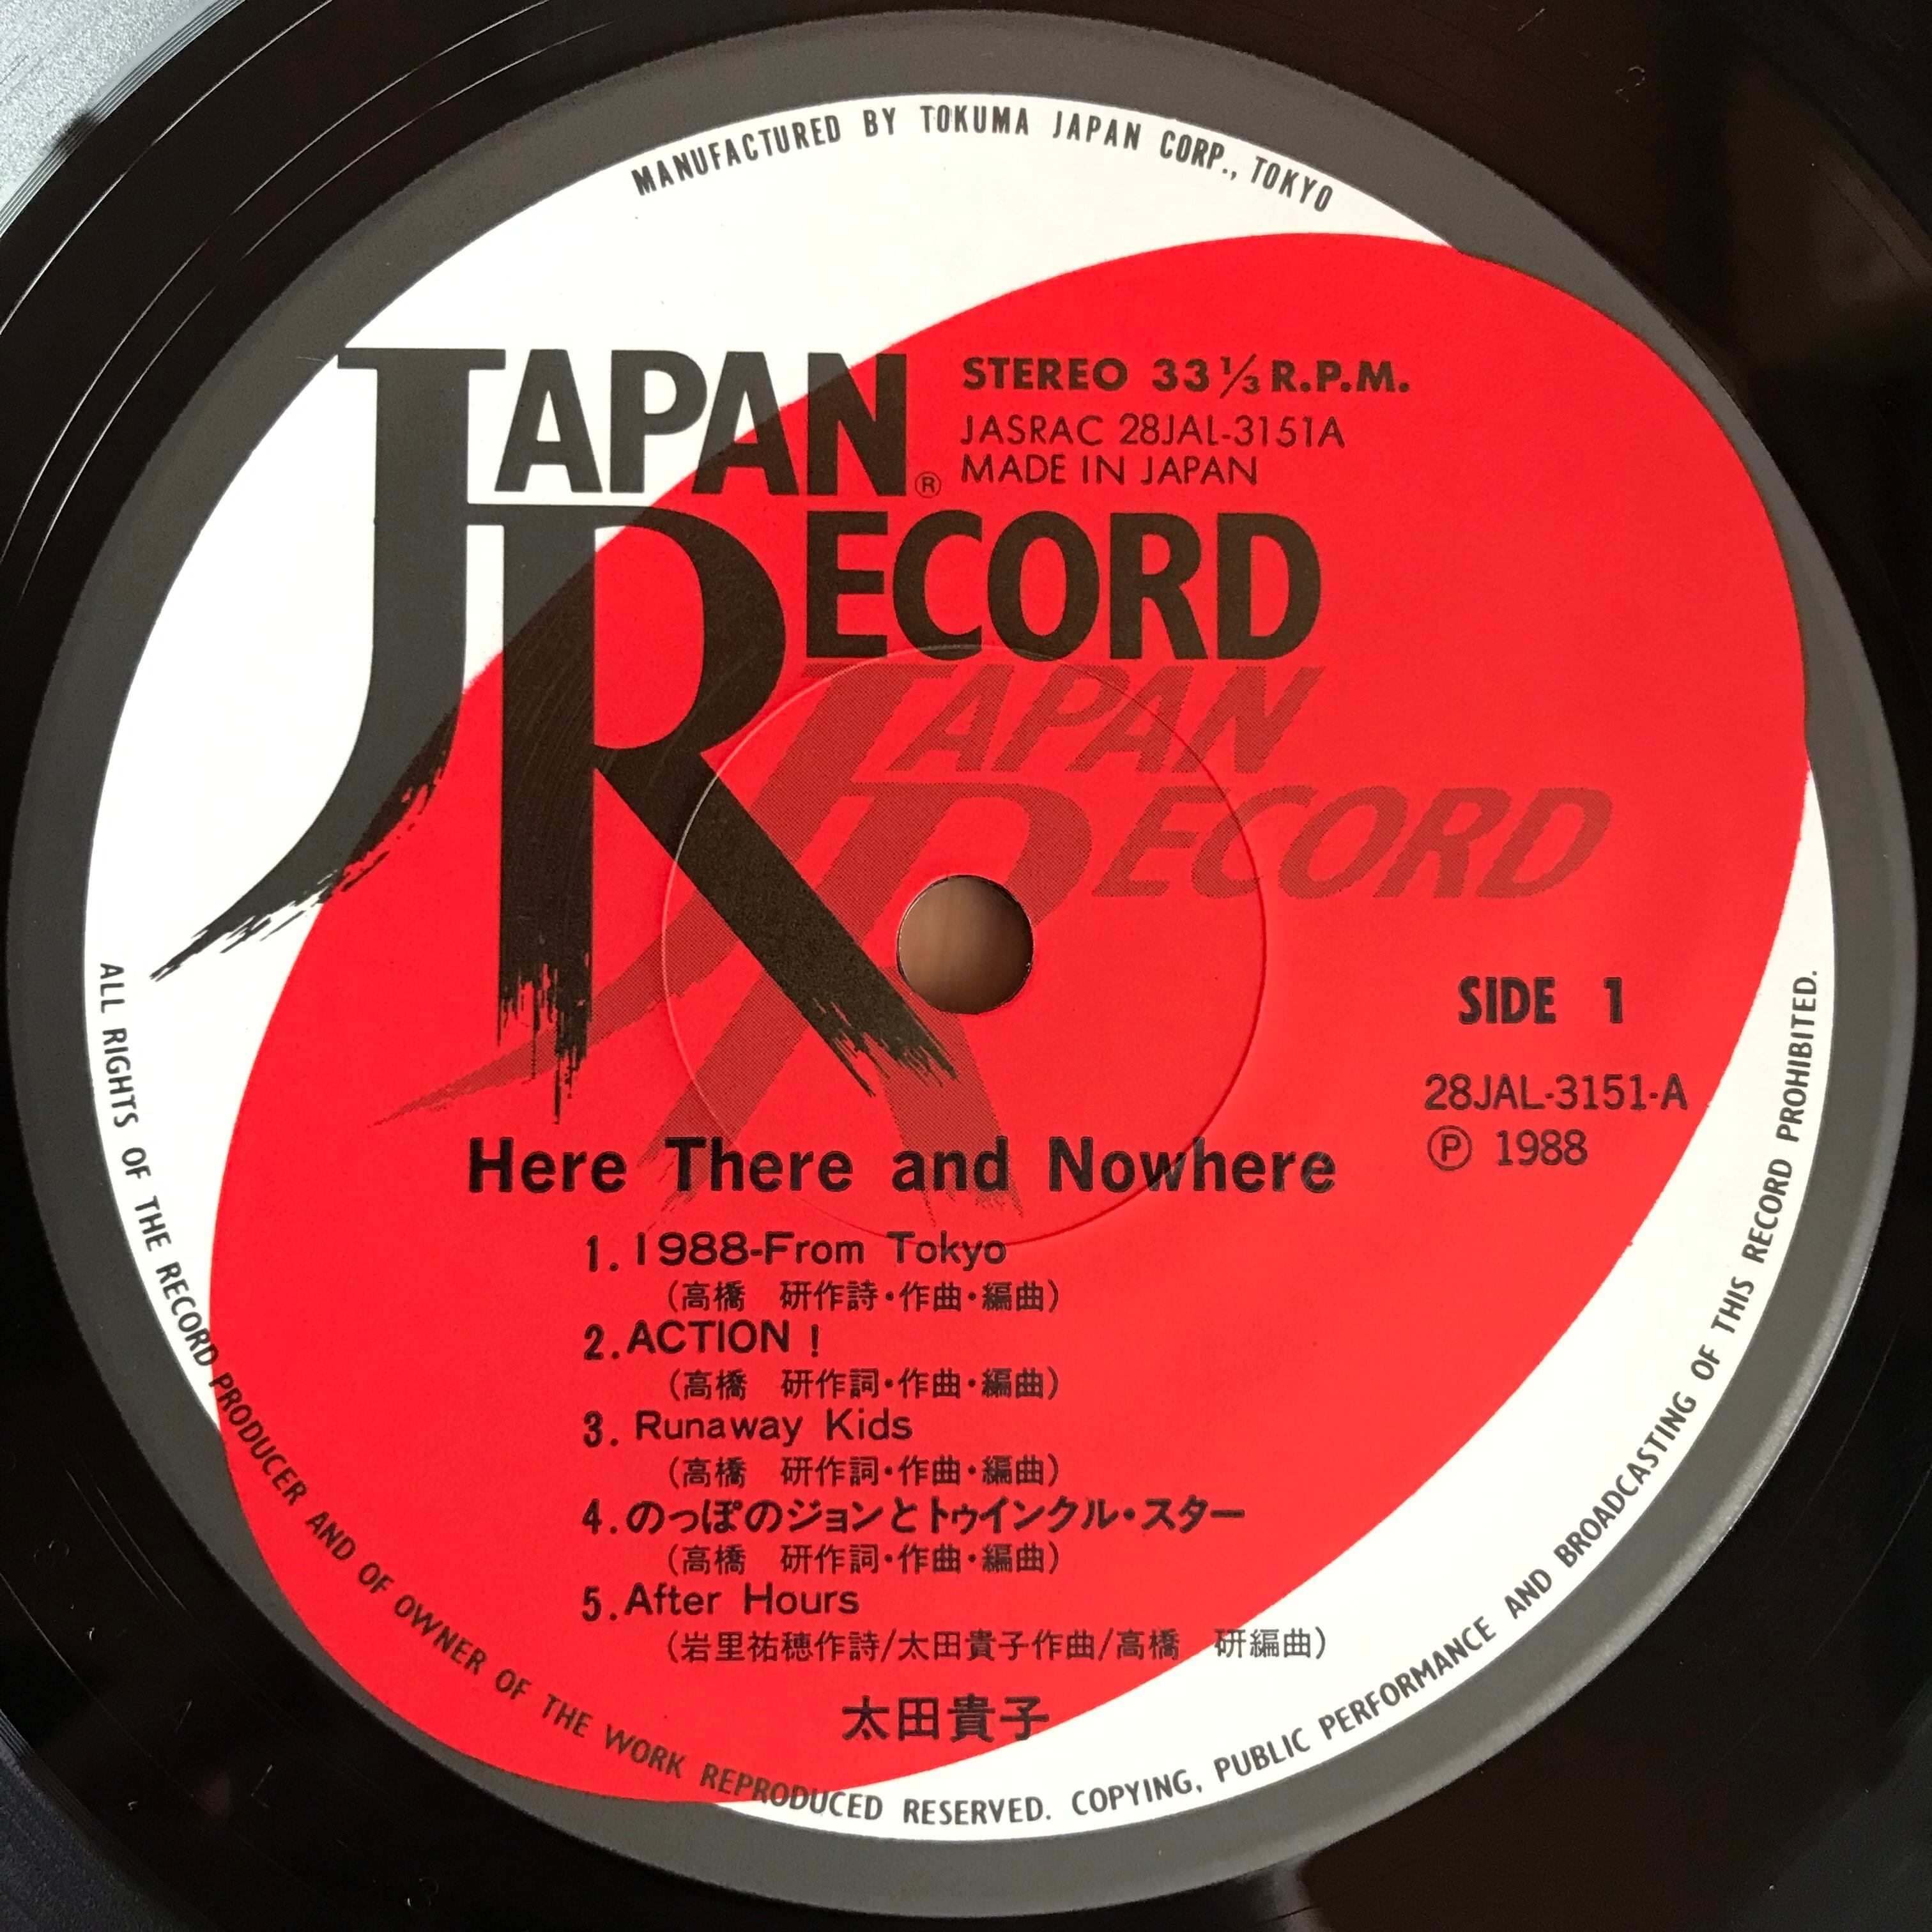 MANUFACTURED BY TOKUMA JAPAN CORP., TOKYO
JAPAN
RECORD
®
STEREO 33⅓ R.P.M.
JASRAC 28JAL-3151A
MADE IN JAPAN
JAPAN
RECORD
SIDE 1
28JAL-3151-A
Ⓟ 1988
Here There and Nowhere
1. 1988-From Tokyo
(高橋 研作詩・作曲・編曲)
2. ACTION !
(高橋 研作詞・作曲・編曲)
3. Runaway Kids
(高橋 研作詞・作曲・編曲)
4. のっぽのジョンとトゥインクル・スター
(高橋 研作詞・作曲・編曲)
5. After Hours
(岩里祐穂作詩/太田貴子作曲/高橋 研編曲)
太田貴子
ALL RIGHTS OF THE RECORD PRODUCER AND OF OWNER OF THE WORK REPRODUCED RESERVED. COPYING, PUBLIC PERFORMANCE AND BROADCASTING OF THIS RECORD PROHIBITED.